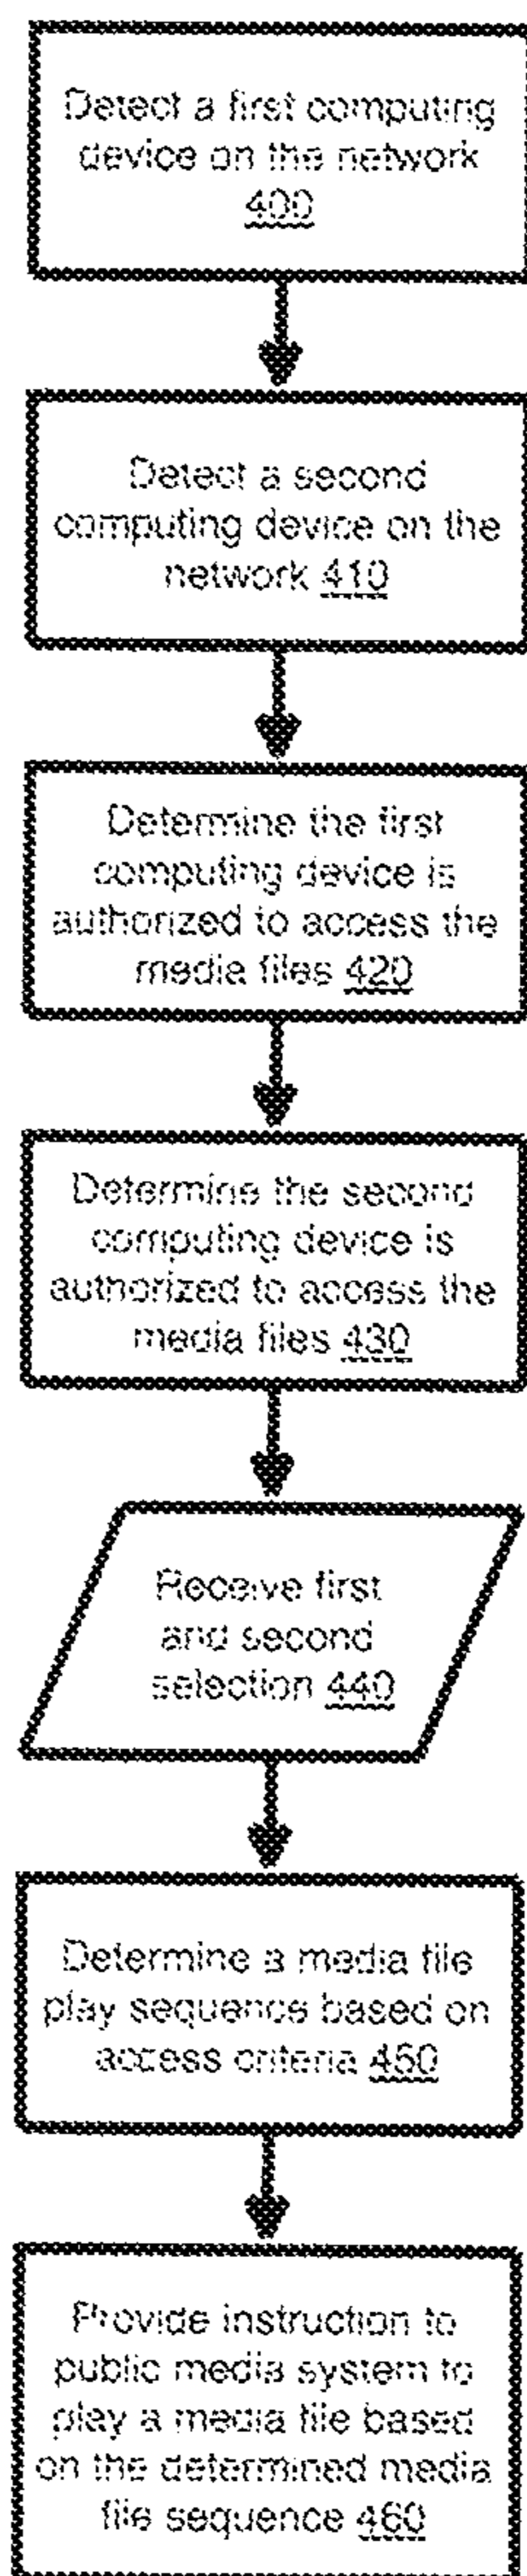 Detect a first computing
device on the network
400
Detect a second
computing device on the
network 410
Determine the first
computing device is
authorized to access the
media files 420
Determine the second
computing device is
authorized to access the
media files 430
Receive first
and second
selection 440
Determine a media file
play sequence based on
access criteria 450
Provide instruction to
public media system to
play a media file based
on the determined media
file sequence 460